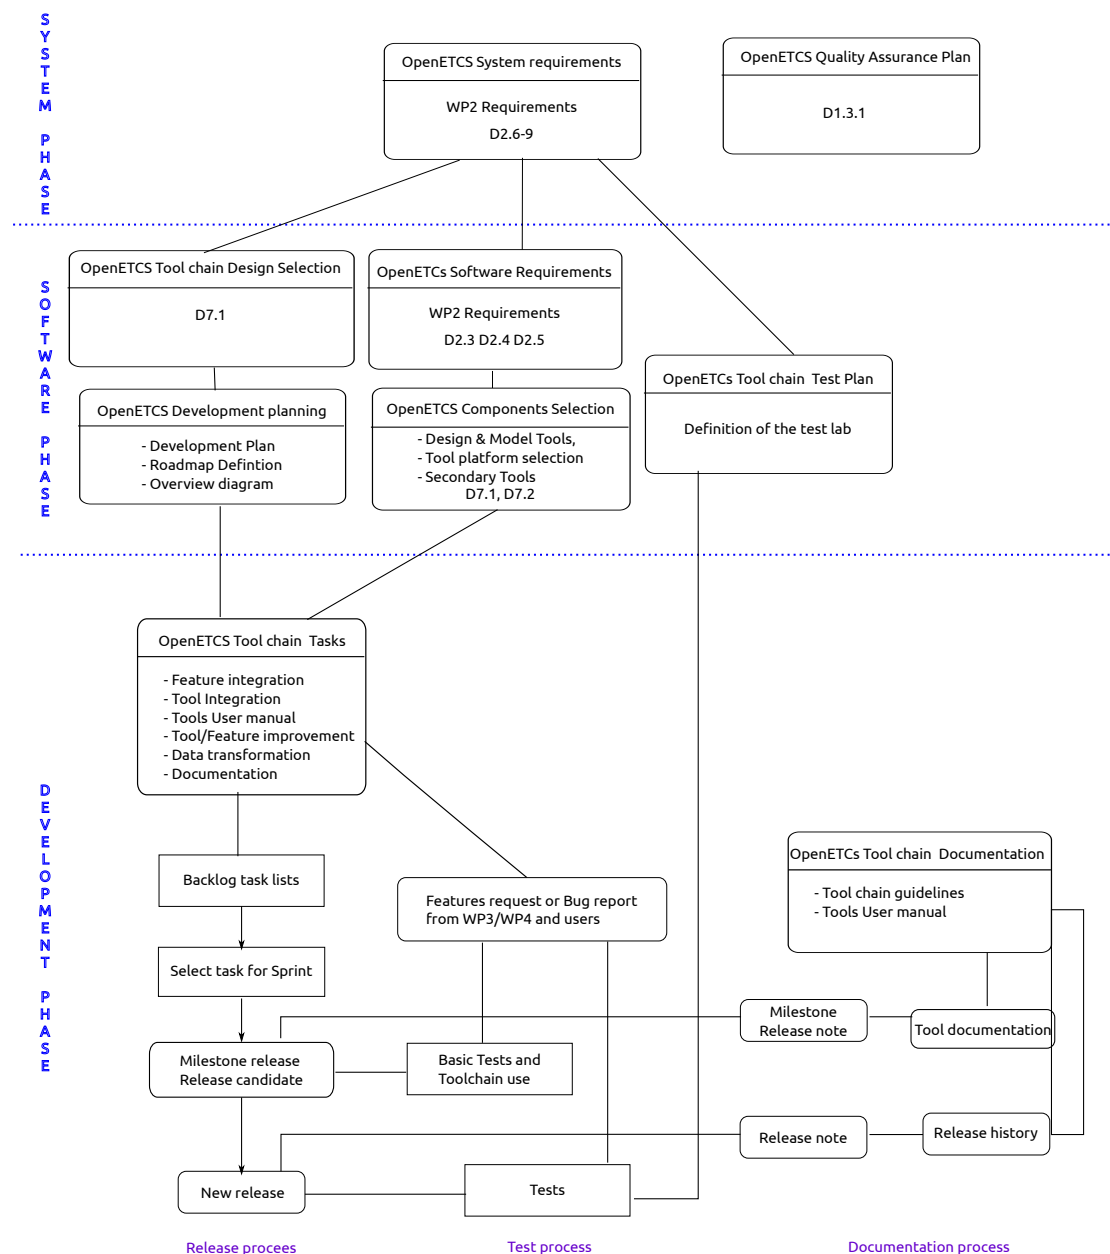 SYSTEM PHASE
OpenETCS System requirements
WP2 Requirements
D2.6-9
OpenETCS Quality Assurance Plan
D1.3.1
SOFTWARE PHASE
OpenETCS Tool chain Design Selection
D7.1
OpenETCs Software Requirements
WP2 Requirements
D2.3 D2.4 D2.5
OpenETCs Tool chain Test Plan
Definition of the test lab
OpenETCS Development planning
- Development Plan
- Roadmap Defintion
- Overview diagram
OpenETCS Components Selection
- Design & Model Tools,
- Tool platform selection
- Secondary Tools
D7.1, D7.2
DEVELOPMENT PHASE
OpenETCS Tool chain Tasks
- Feature integration
- Tool Integration
- Tools User manual
- Tool/Feature improvement
- Data transformation
- Documentation
Backlog task lists
Features request or Bug report
from WP3/WP4 and users
OpenETCs Tool chain Documentation
- Tool chain guidelines
- Tools User manual
Select task for Sprint
Milestone
Release note
Tool documentation
Milestone release
Release candidate
Basic Tests and
Toolchain use
Release note
Release history
New release
Tests
Release procees
Test process
Documentation process